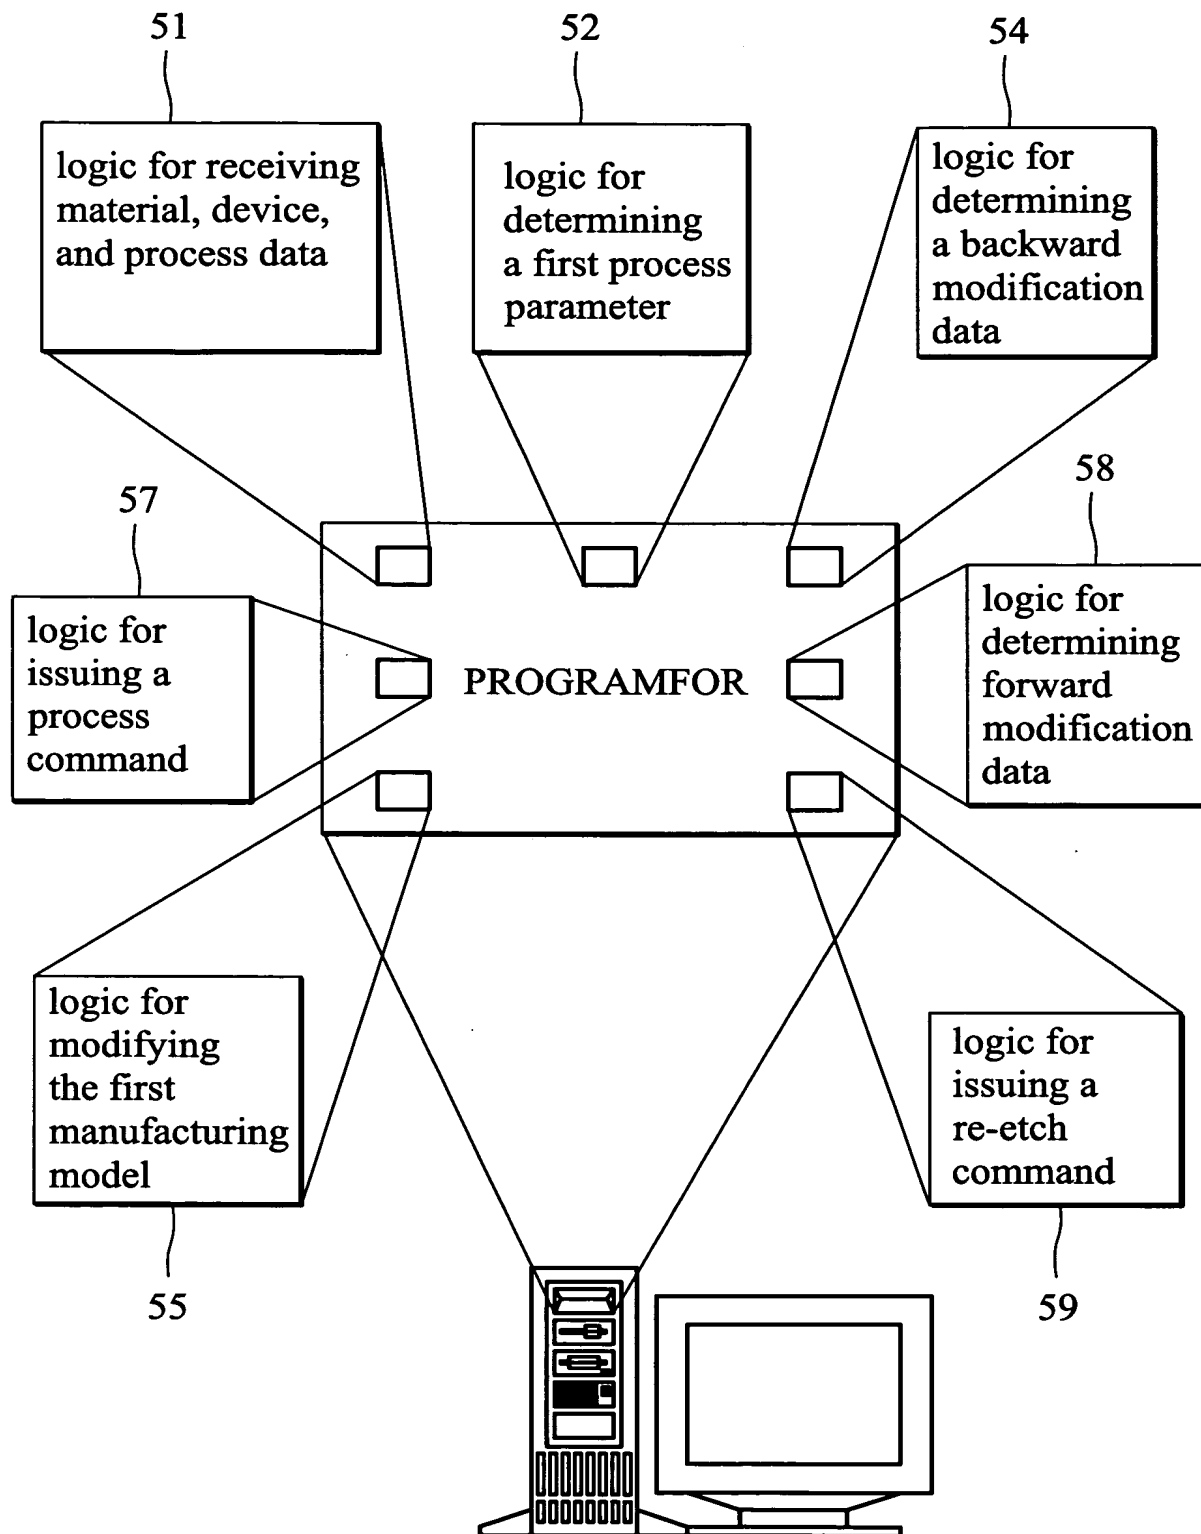 51
52
54
logic for receiving
material, device,
and process data
logic for
determining
a first process
parameter
logic for
determining
a backward
modification
data
57
58
logic for
issuing a
process
command
PROGRAMFOR
logic for
determining
forward
modification
data
logic for
modifying
the first
manufacturing
model
logic for
issuing a
re-etch
command
55
59